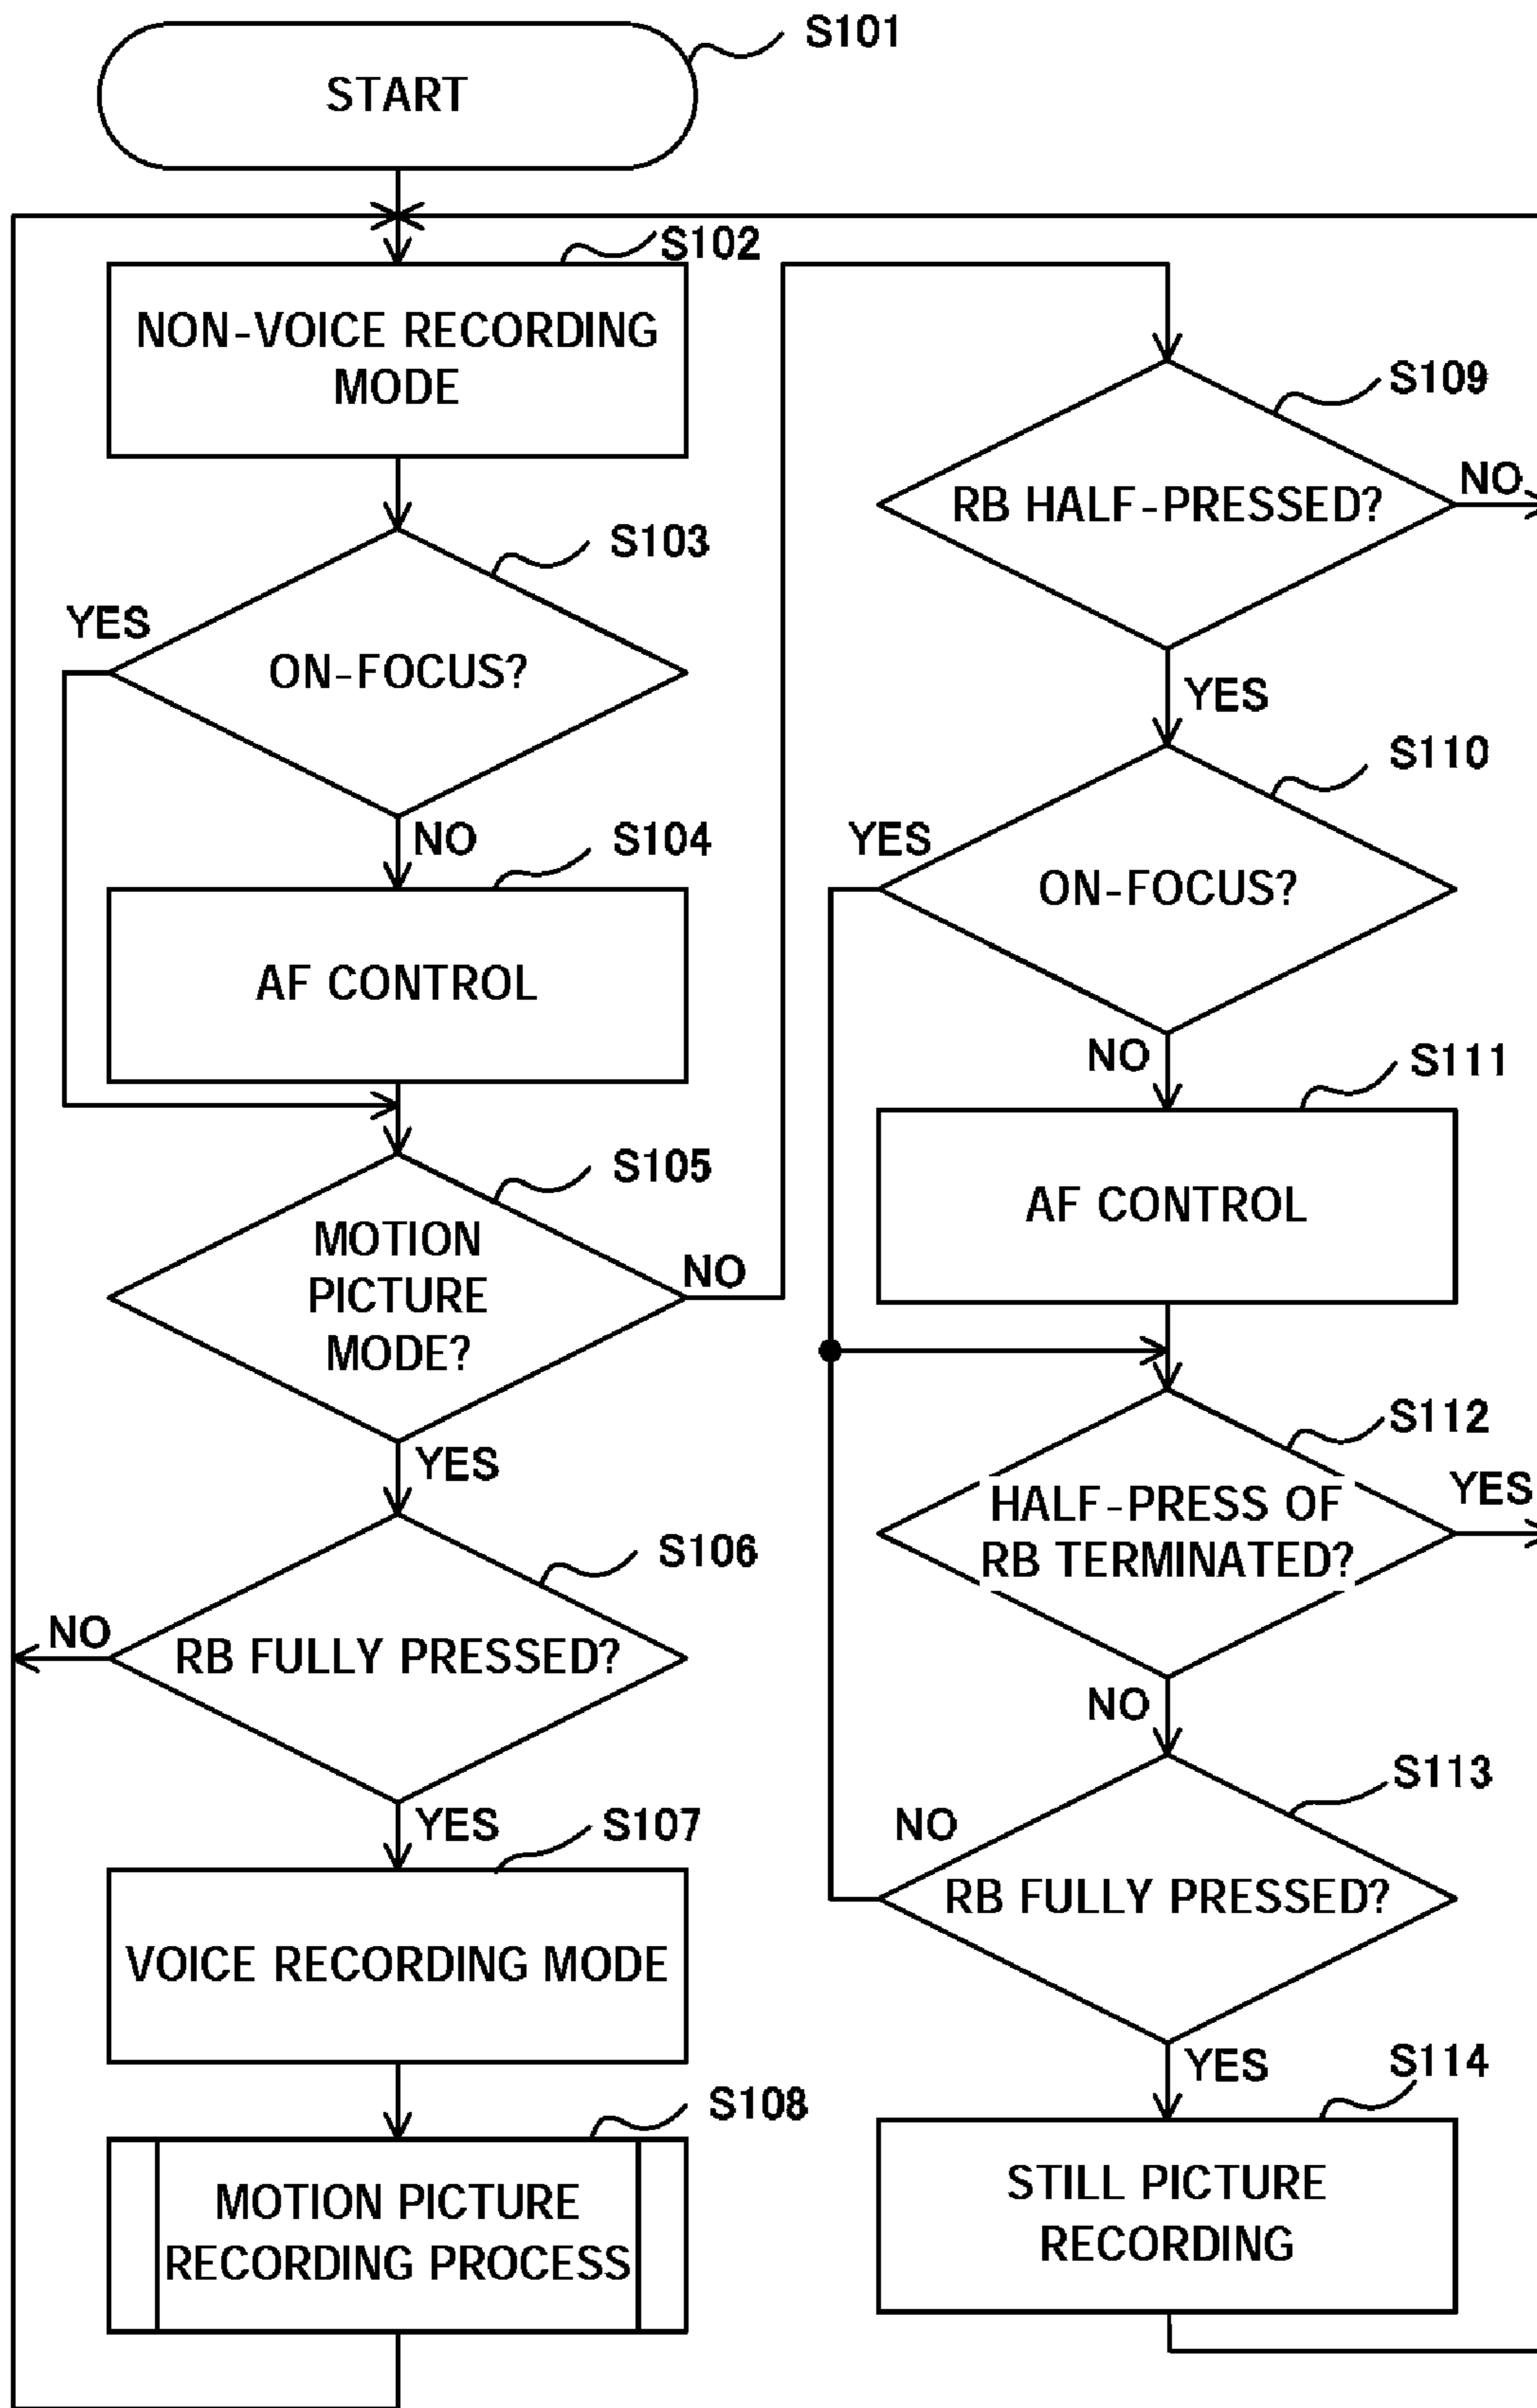 S101
START
S102
NON-VOICE RECORDING
MODE
S103
YES
ON-FOCUS?
NO
S104
AF CONTROL
S105
MOTION
PICTURE
MODE?
NO
YES
S106
NO
RB FULLY PRESSED?
YES
S107
VOICE RECORDING MODE
S108
MOTION PICTURE
RECORDING PROCESS
S109
RB HALF-PRESSED?
NO
YES
S110
YES
ON-FOCUS?
NO
S111
AF CONTROL
S112
HALF-PRESS OF
RB TERMINATED?
YES
NO
S113
NO
RB FULLY PRESSED?
YES
S114
STILL PICTURE
RECORDING